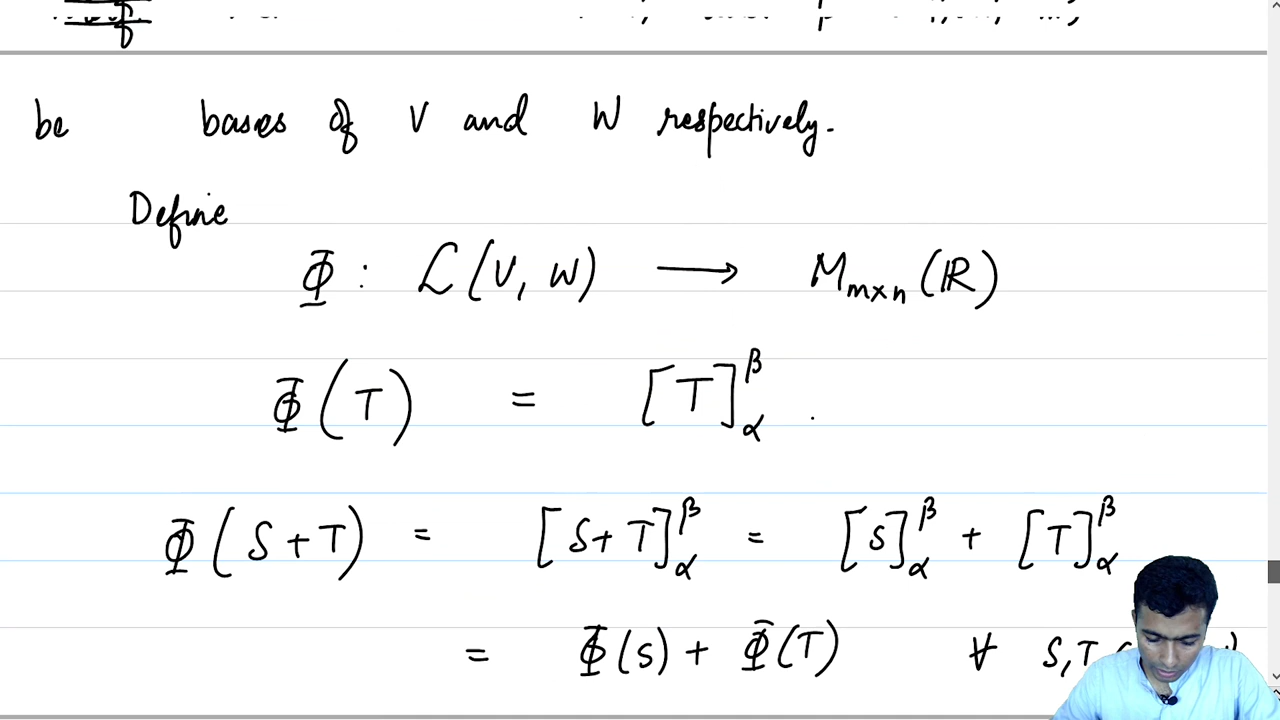 be bases of V and W respectively.
Define
Φ : L(V, W) ⟶ M_{m×n}(ℝ)
Φ(T) = [T]_α^β .
Φ(S+T) = [S+T]_α^β = [S]_α^β + [T]_α^β
= Φ(S) + Φ(T) ∀ S, T